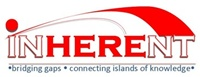 iNHERENT
•bridging gaps • connecting islands of knowledge•